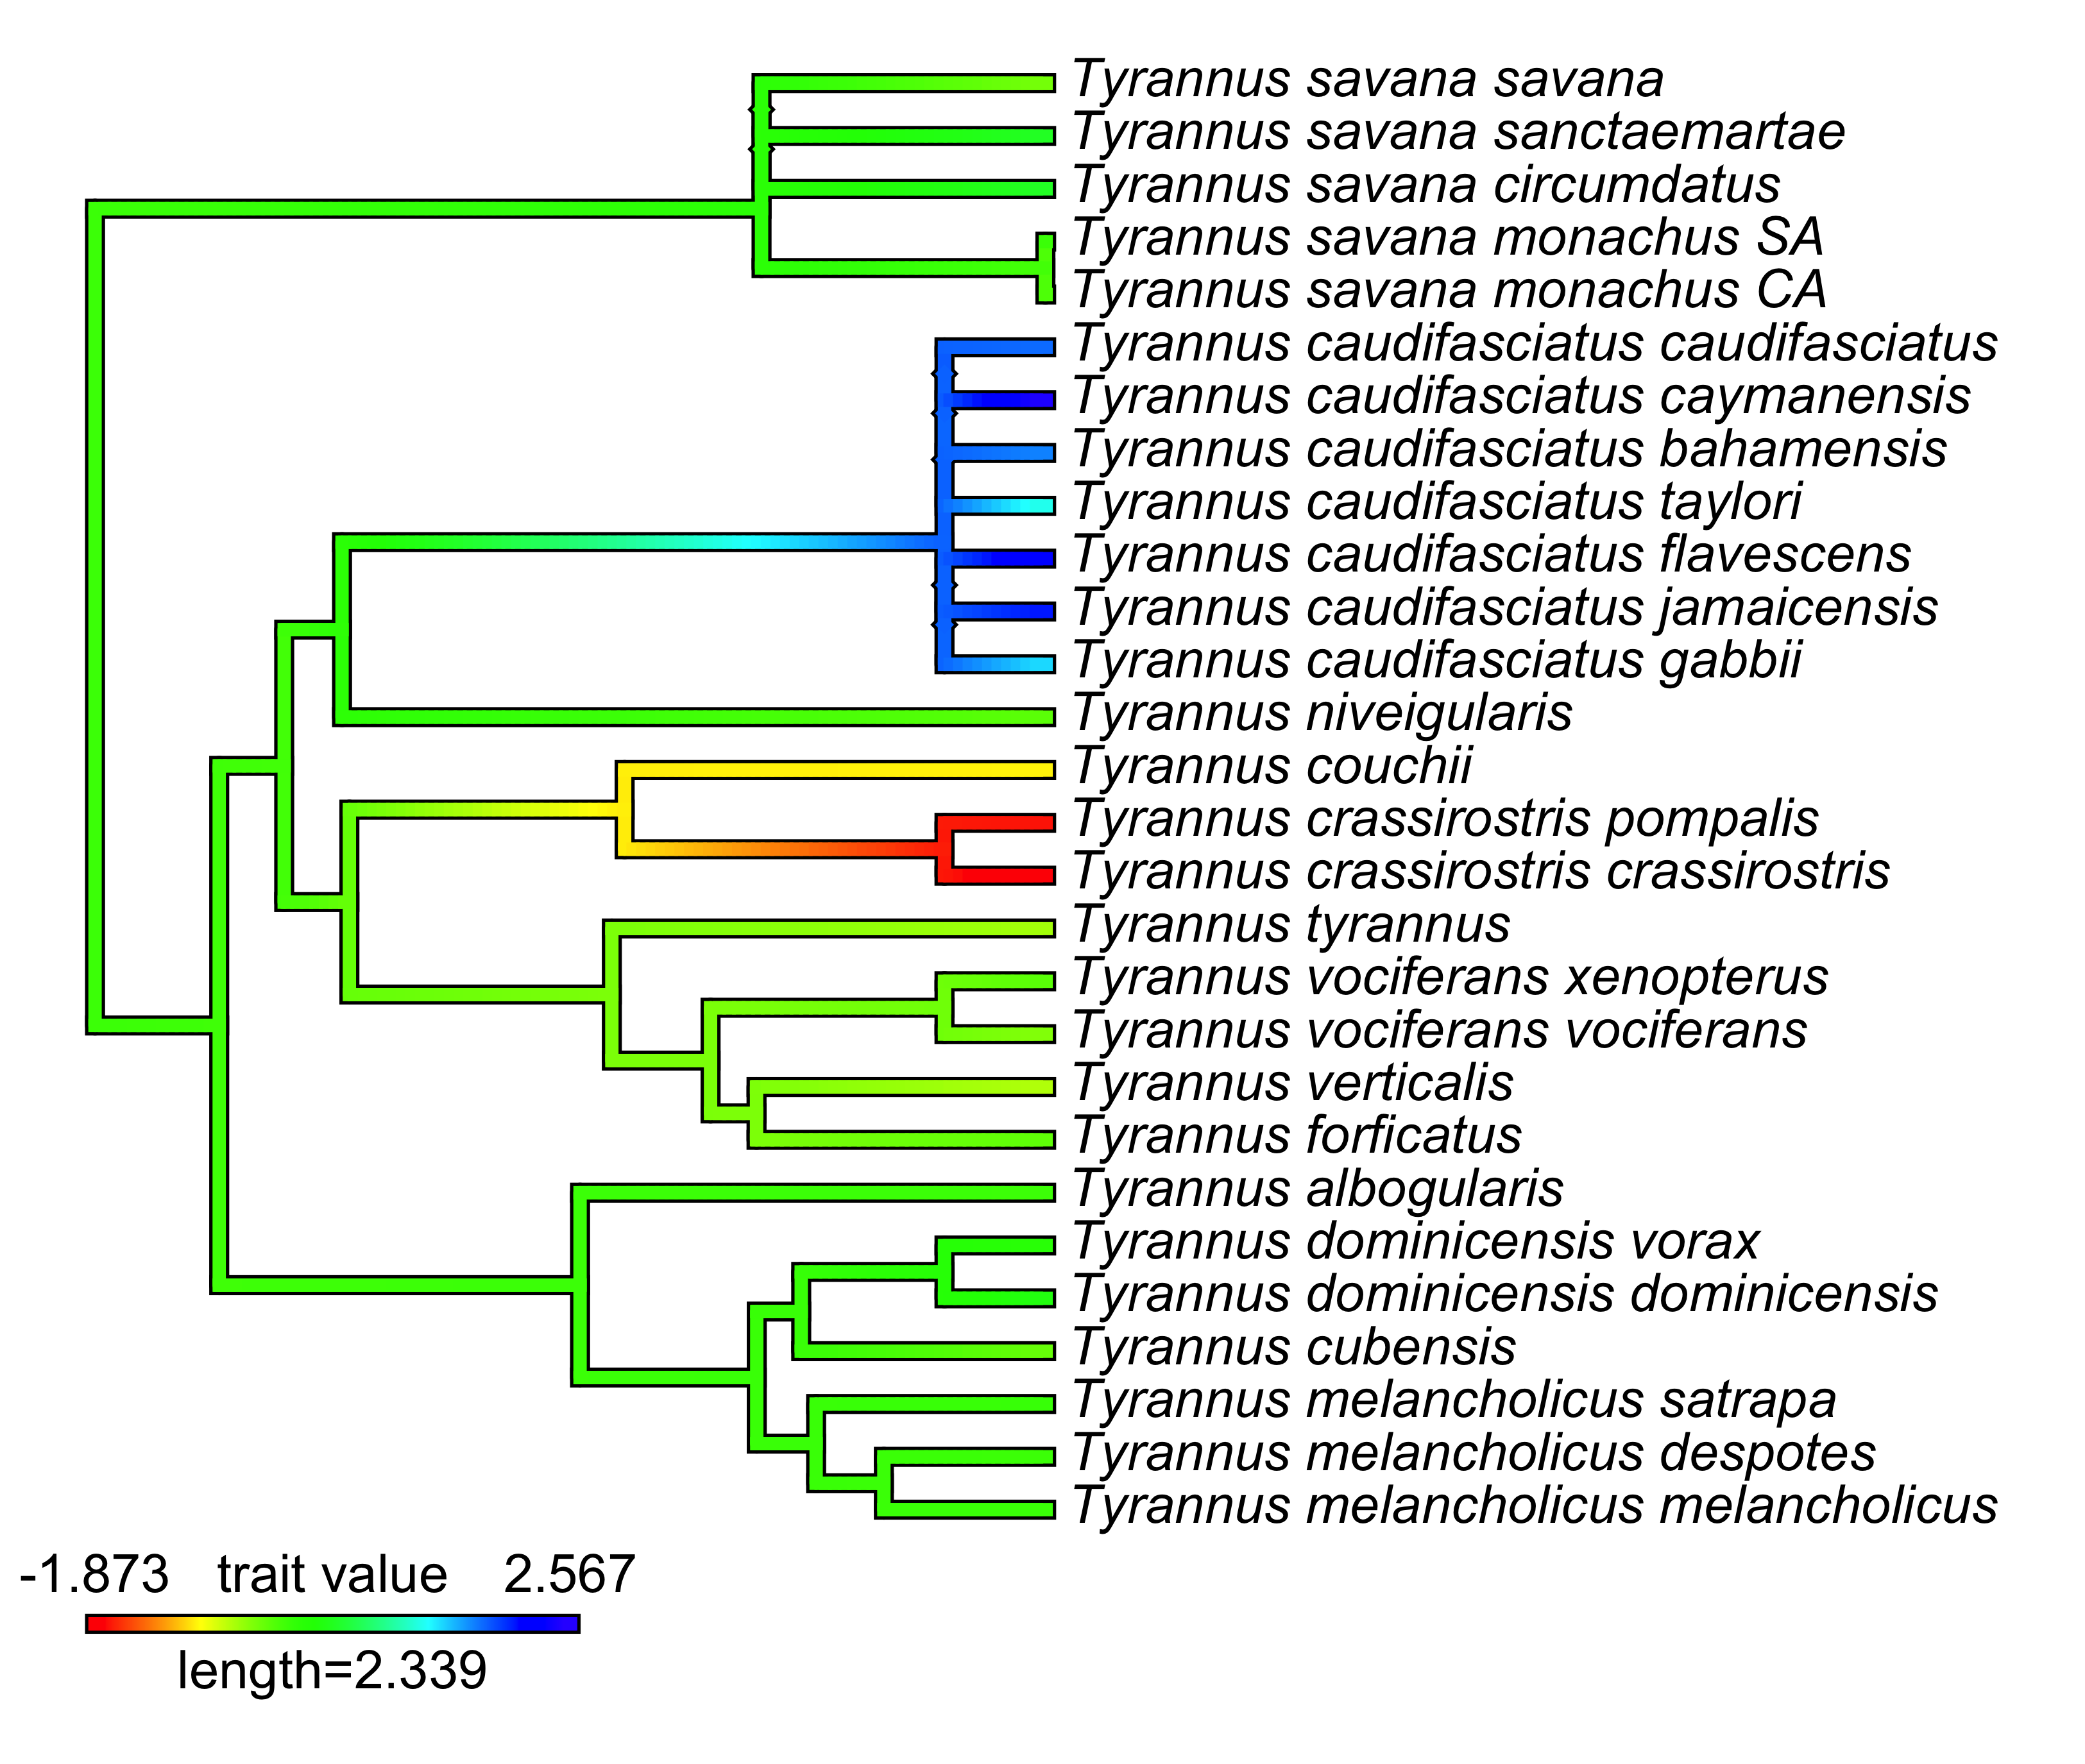 Tyrannus savana savana
Tyrannus savana sanctaemartae
Tyrannus savana circumdatus
Tyrannus savana monachus SA
Tyrannus savana monachus CA
Tyrannus caudifasciatus caudifasciatus
Tyrannus caudifasciatus caymanensis
Tyrannus caudifasciatus bahamensis
Tyrannus caudifasciatus taylori
Tyrannus caudifasciatus flavescens
Tyrannus caudifasciatus jamaicensis
Tyrannus caudifasciatus gabbii
Tyrannus niveigularis
Tyrannus couchii
Tyrannus crassirostris pompalis
Tyrannus crassirostris crassirostris
Tyrannus tyrannus
Tyrannus vociferans xenopterus
Tyrannus vociferans vociferans
Tyrannus verticalis
Tyrannus forficatus
Tyrannus albogularis
Tyrannus dominicensis vorax
Tyrannus dominicensis dominicensis
Tyrannus cubensis
Tyrannus melancholicus satrapa
Tyrannus melancholicus despotes
Tyrannus melancholicus melancholicus
-1.873 trait value 2.567
length=2.339